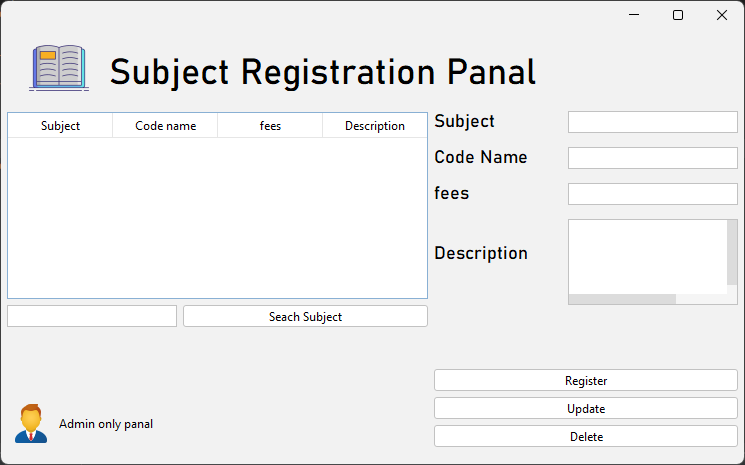 Subject Registration Panal
Subject Code name fees Description
Subject
Code Name
fees
Description
Seach Subject
Register
Update
Delete
Admin only panal